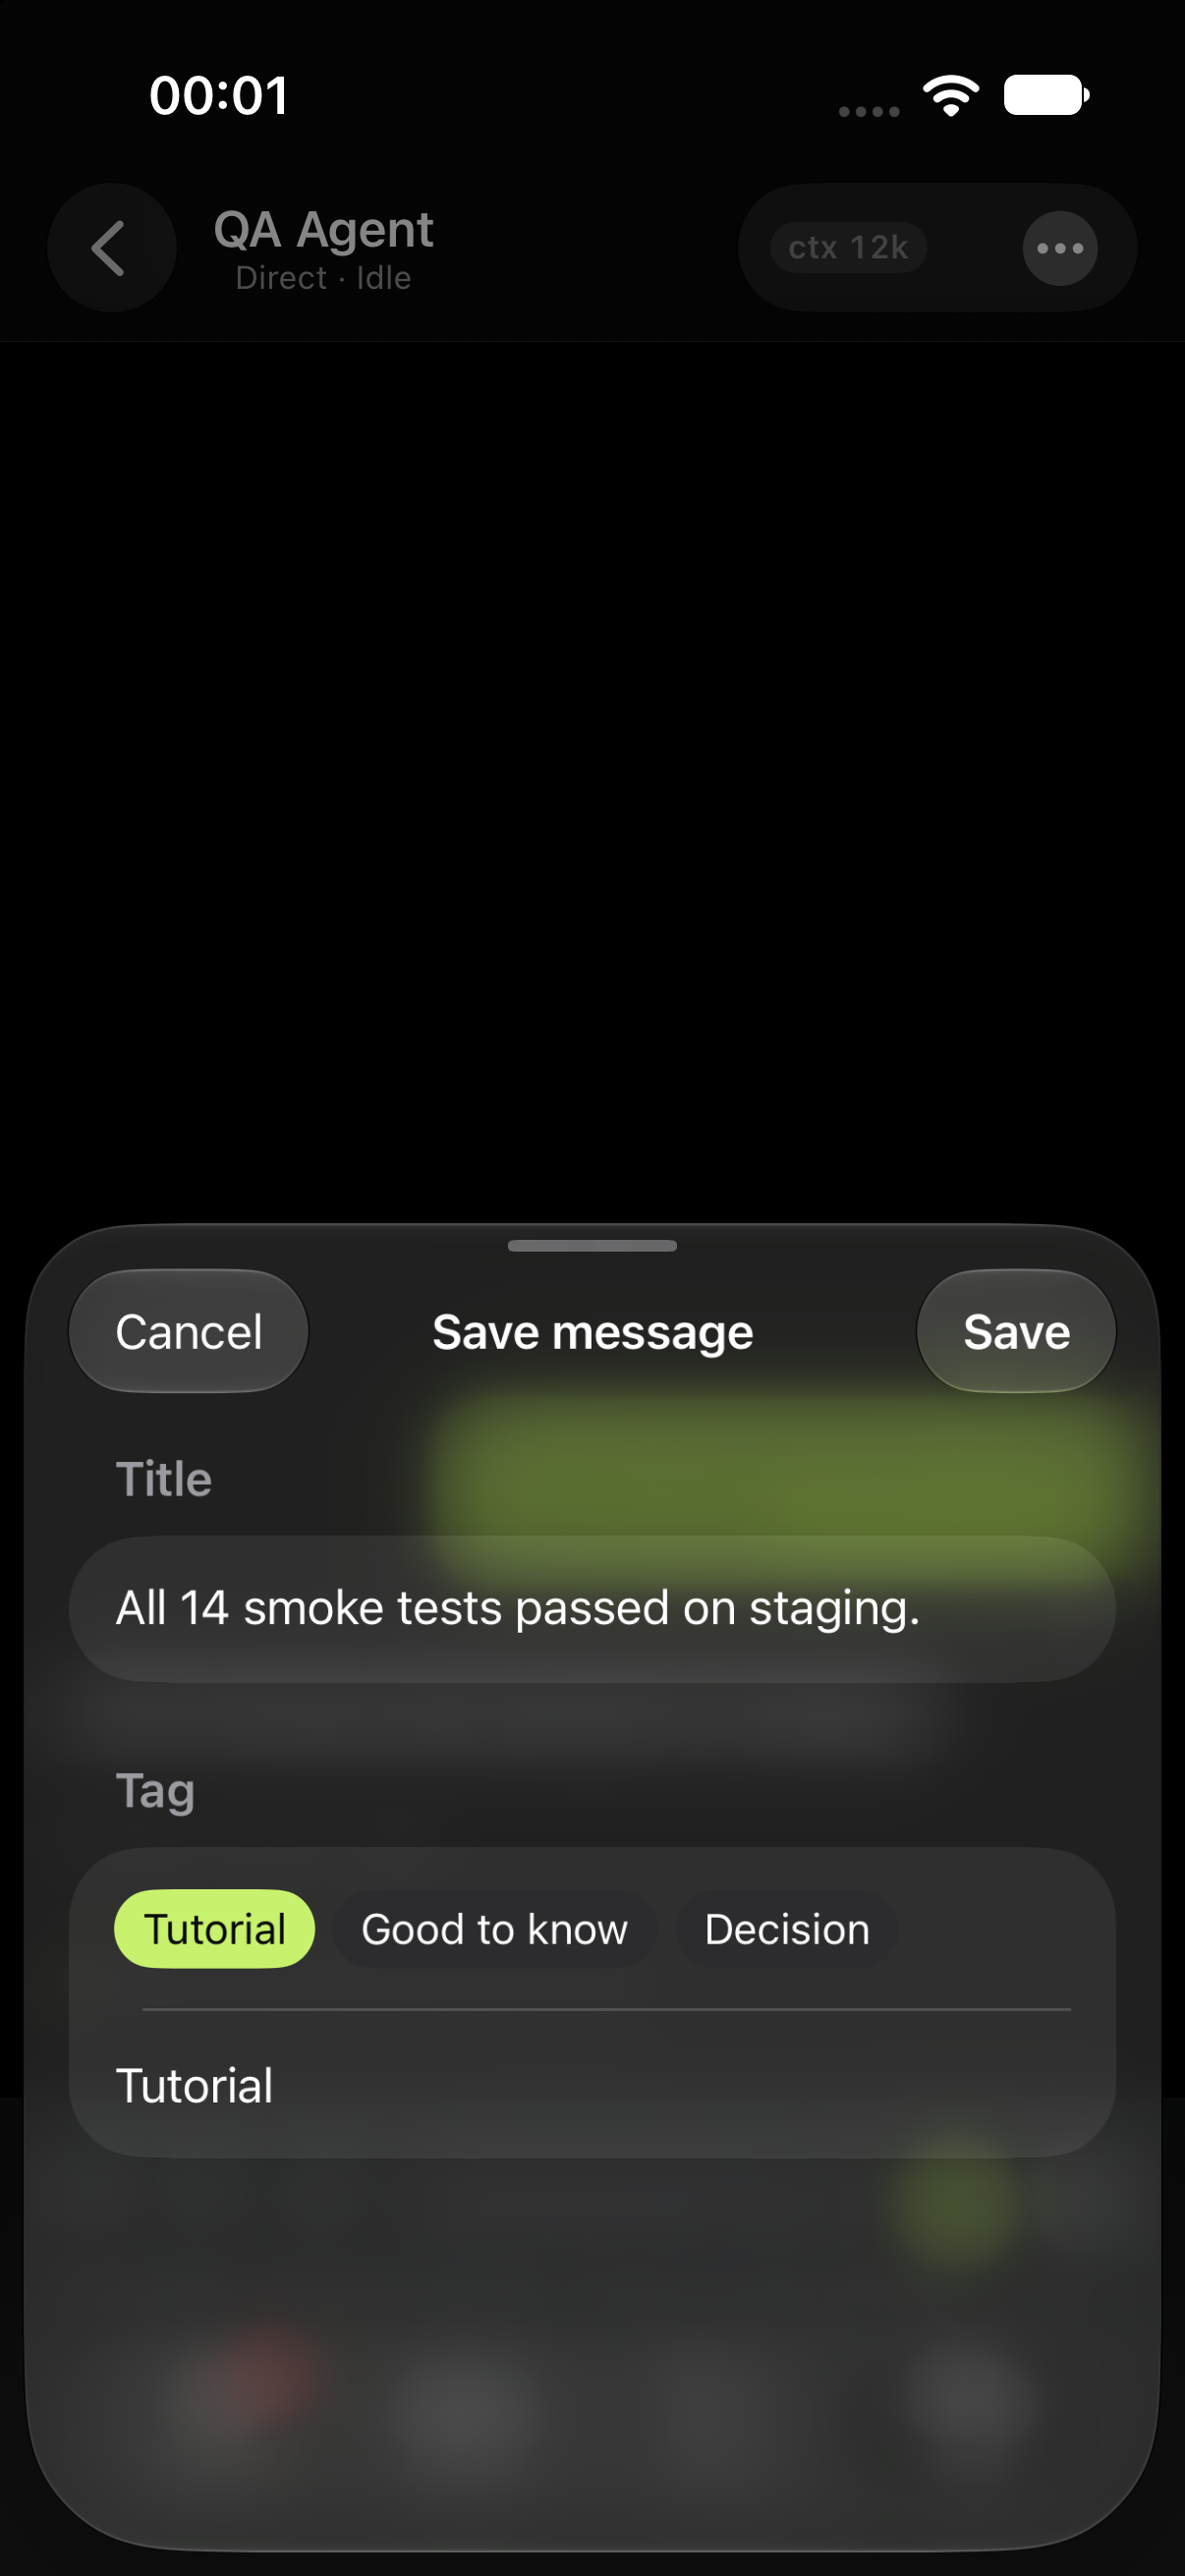 00:01
QA Agent
Direct · Idle
ctx 12k
Cancel
Save message
Save
Title
All 14 smoke tests passed on staging.
Tag
Tutorial
Good to know
Decision
Tutorial